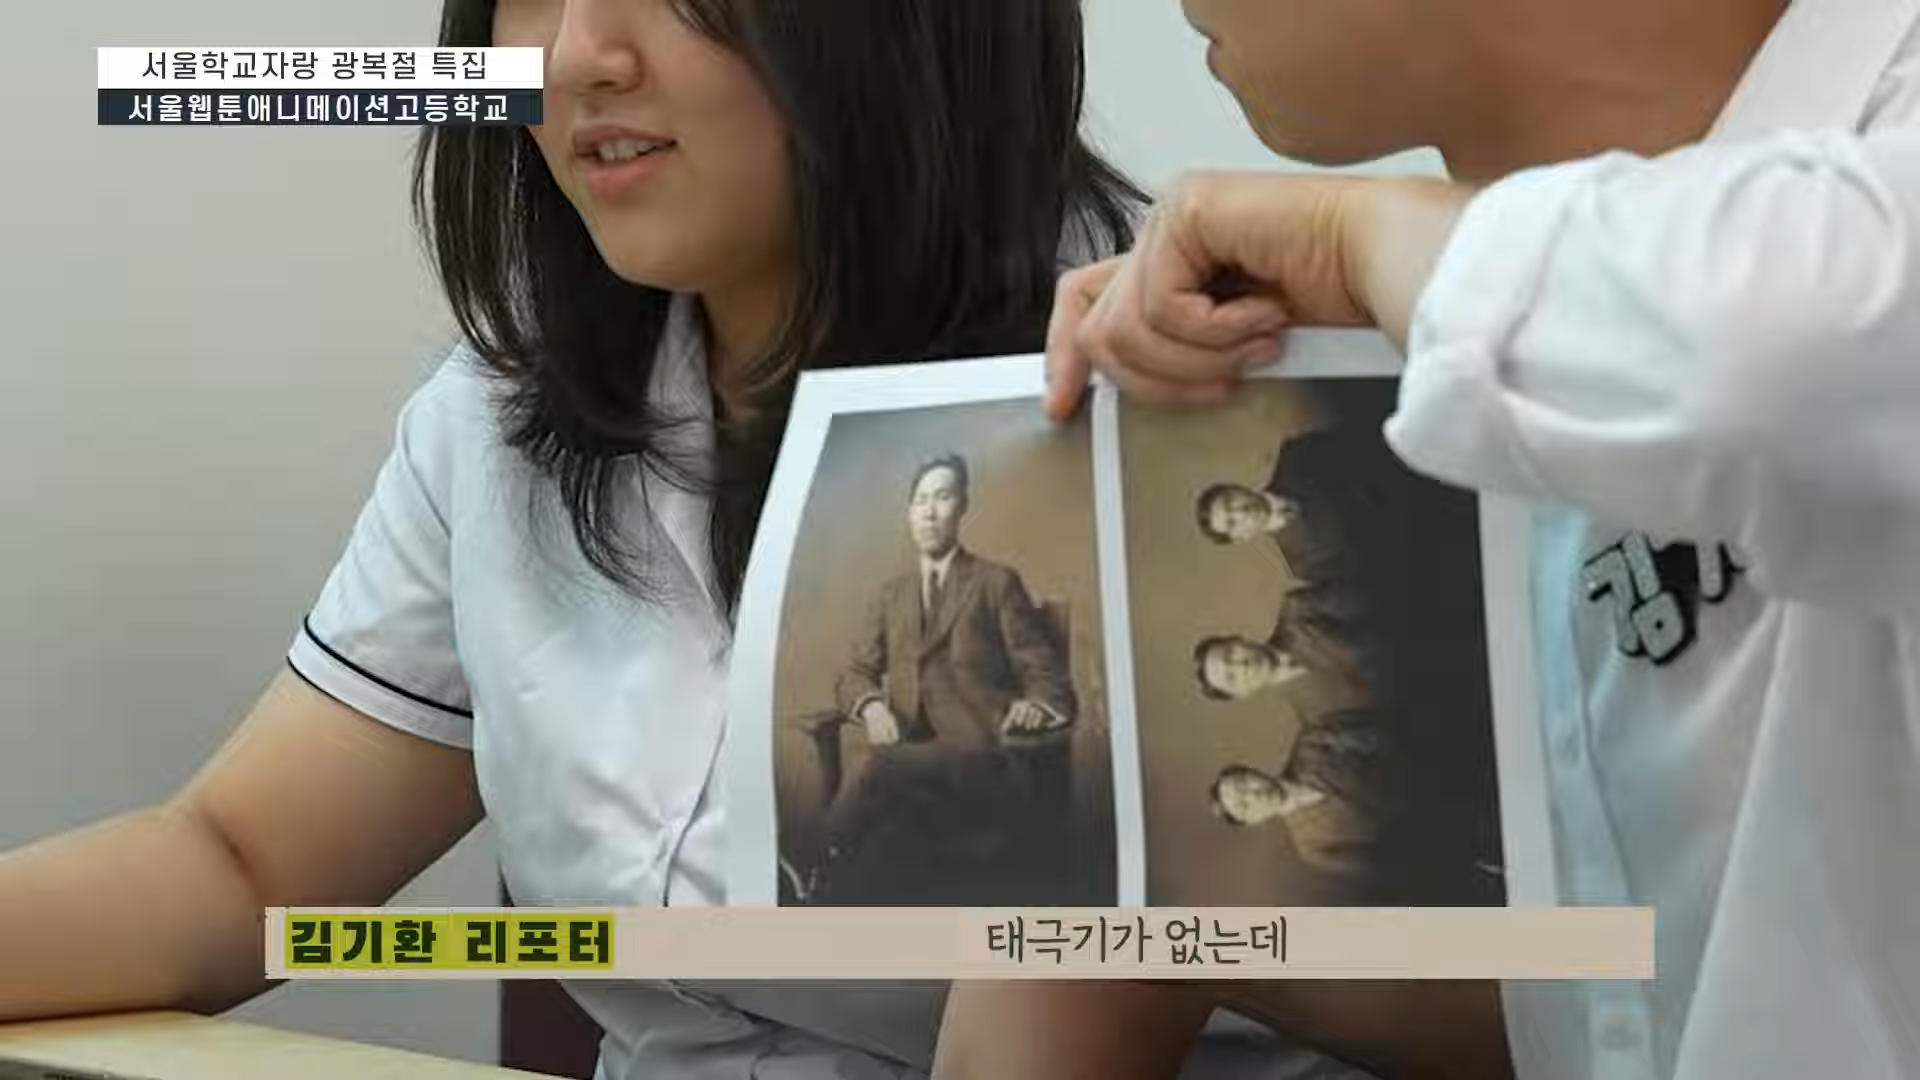 서울학교자랑 광복절 특집
서울웹툰애니메이션고등학교
김
김기환 리포터
태극기가 없는데